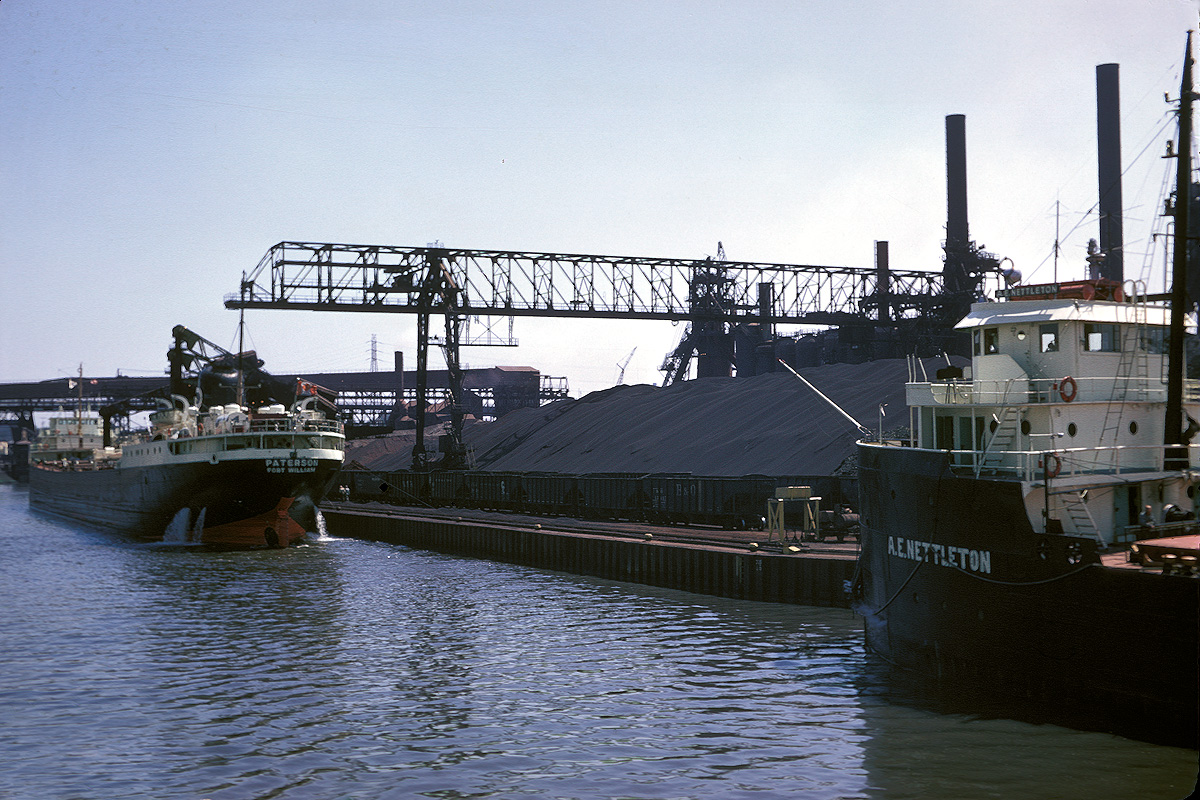 PATERSON
FORT WILLIAM
A.E. NETTLETON
A.E. NETTLETON
B&O